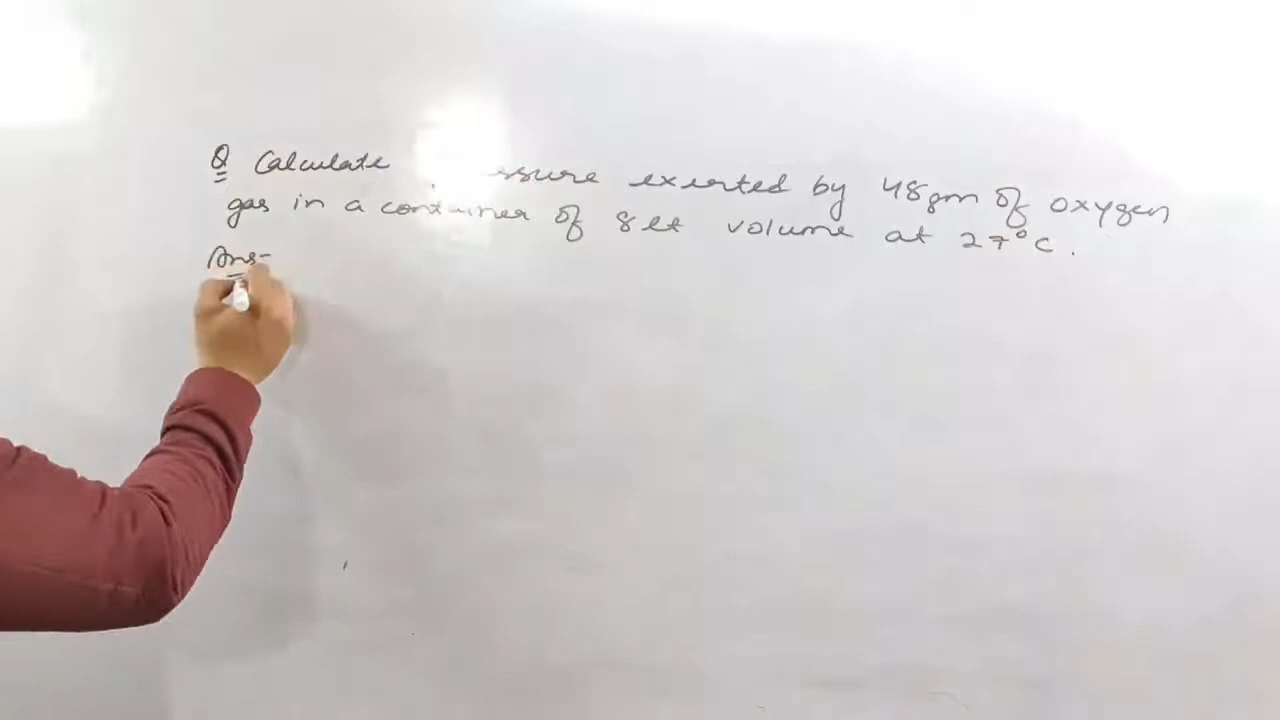 Q Calculate ssure exerted by 48gm of oxygen
gas in a container of 8 lt volume at 27°C.
Ans-